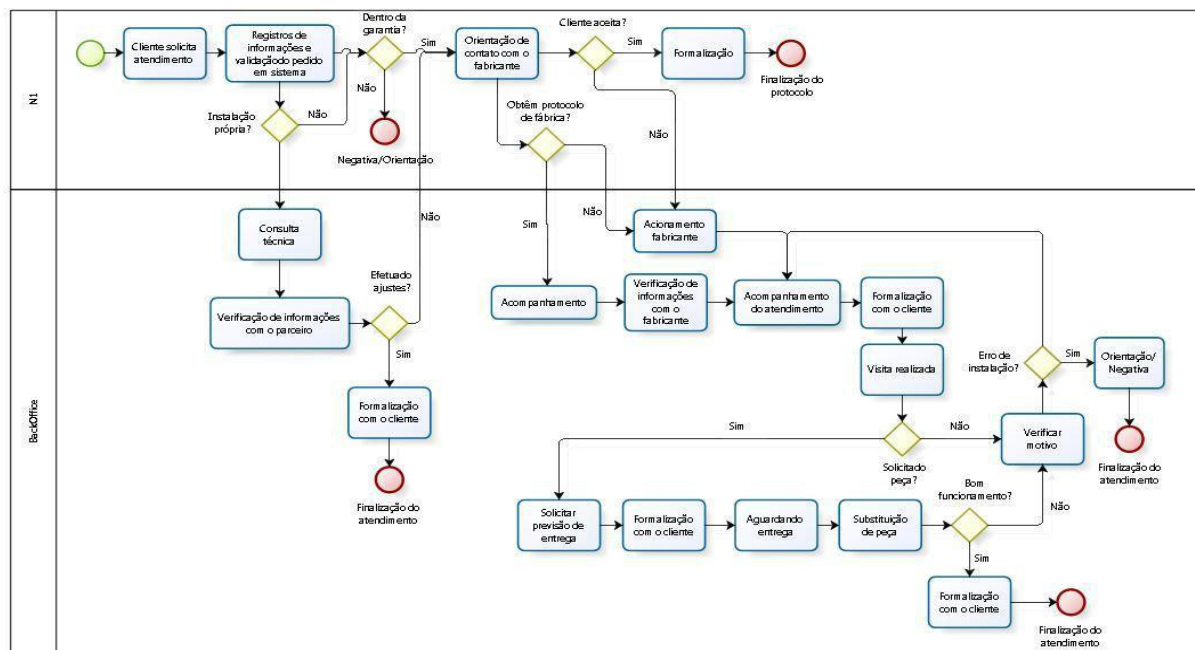 N1
Cliente solicita
atendimento
Registros de
informações e
validaçãodo pedido
em sistema
Dentro da
garantia?
Sim
Não
Negativa/Orientação
Instalação
própria?
Não
Orientação de
contato com o
fabricante
Cliente aceita?
Sim
Formalização
Finalização do
protocolo
Obtêm protocolo
de fábrica?
Não
BackOffice
Consulta
técnica
Verificação de informações
com o parceiro
Efetuado
ajustes?
Não
Sim
Formalização
com o cliente
Finalização do
atendimento
Sim
Não
Acionamento
fabricante
Acompanhamento
Verificação de
informações
com o
fabricante
Acompanhamento
do atendimento
Formalização
com o cliente
Visita realizada
Erro de
instalação?
Sim
Orientação/
Negativa
Finalização do
atendimento
Sim
Não
Solicitado
peça?
Verificar
motivo
Solicitar
previsão de
entrega
Formalização
com o cliente
Aguardando
entrega
Substituição
de peça
Bom
funcionamento?
Não
Sim
Formalização
com o cliente
Finalização do
atendimento